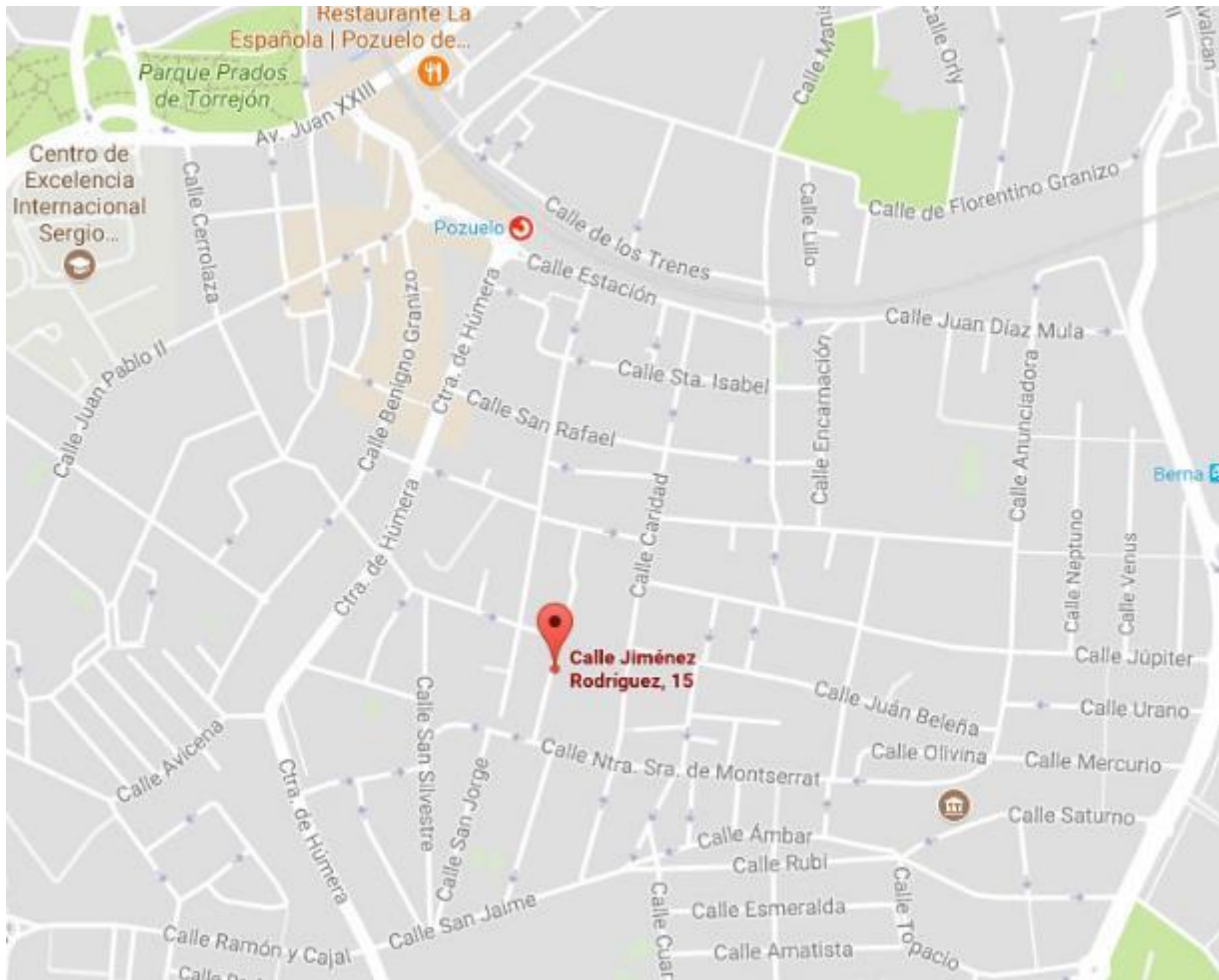 Restaurante La
Española | Pozuelo de...
Parque Prados
de Torrejón
Av. Juan XXIII
Calle Orly
Centro de
Excelencia
Internacional
Sergio...
Calle Cerrolaza
Calle Lillo
Calle de Florentino Granizo
Pozuelo
Calle de los Trenes
Calle Estación
Calle Juan Díaz Mula
Calle Juan Pablo II
Calle Benigno Granizo
Ctra. de Húmera
Calle Sta. Isabel
Calle San Rafael
Calle Encarnación
Calle Anunciadora
Berna
Ctra. de Húmera
Calle Caridad
Calle Neptuno
Calle Venus
Calle Jiménez
Rodríguez, 15
Calle Júpiter
Calle Juán Beleña
Calle Urano
Calle Avicena
Calle San Silvestre
Calle Ntra. Sra. de Montserrat
Calle Olivina
Calle Mercurio
Ctra. de Húmera
Calle San Jorge
Calle Saturno
Calle Ámbar
Calle Rubí
Calle San Jaime
Calle Ramón y Cajal
Calle Cuar
Calle Esmeralda
Calle Topacio
Calle Amatista